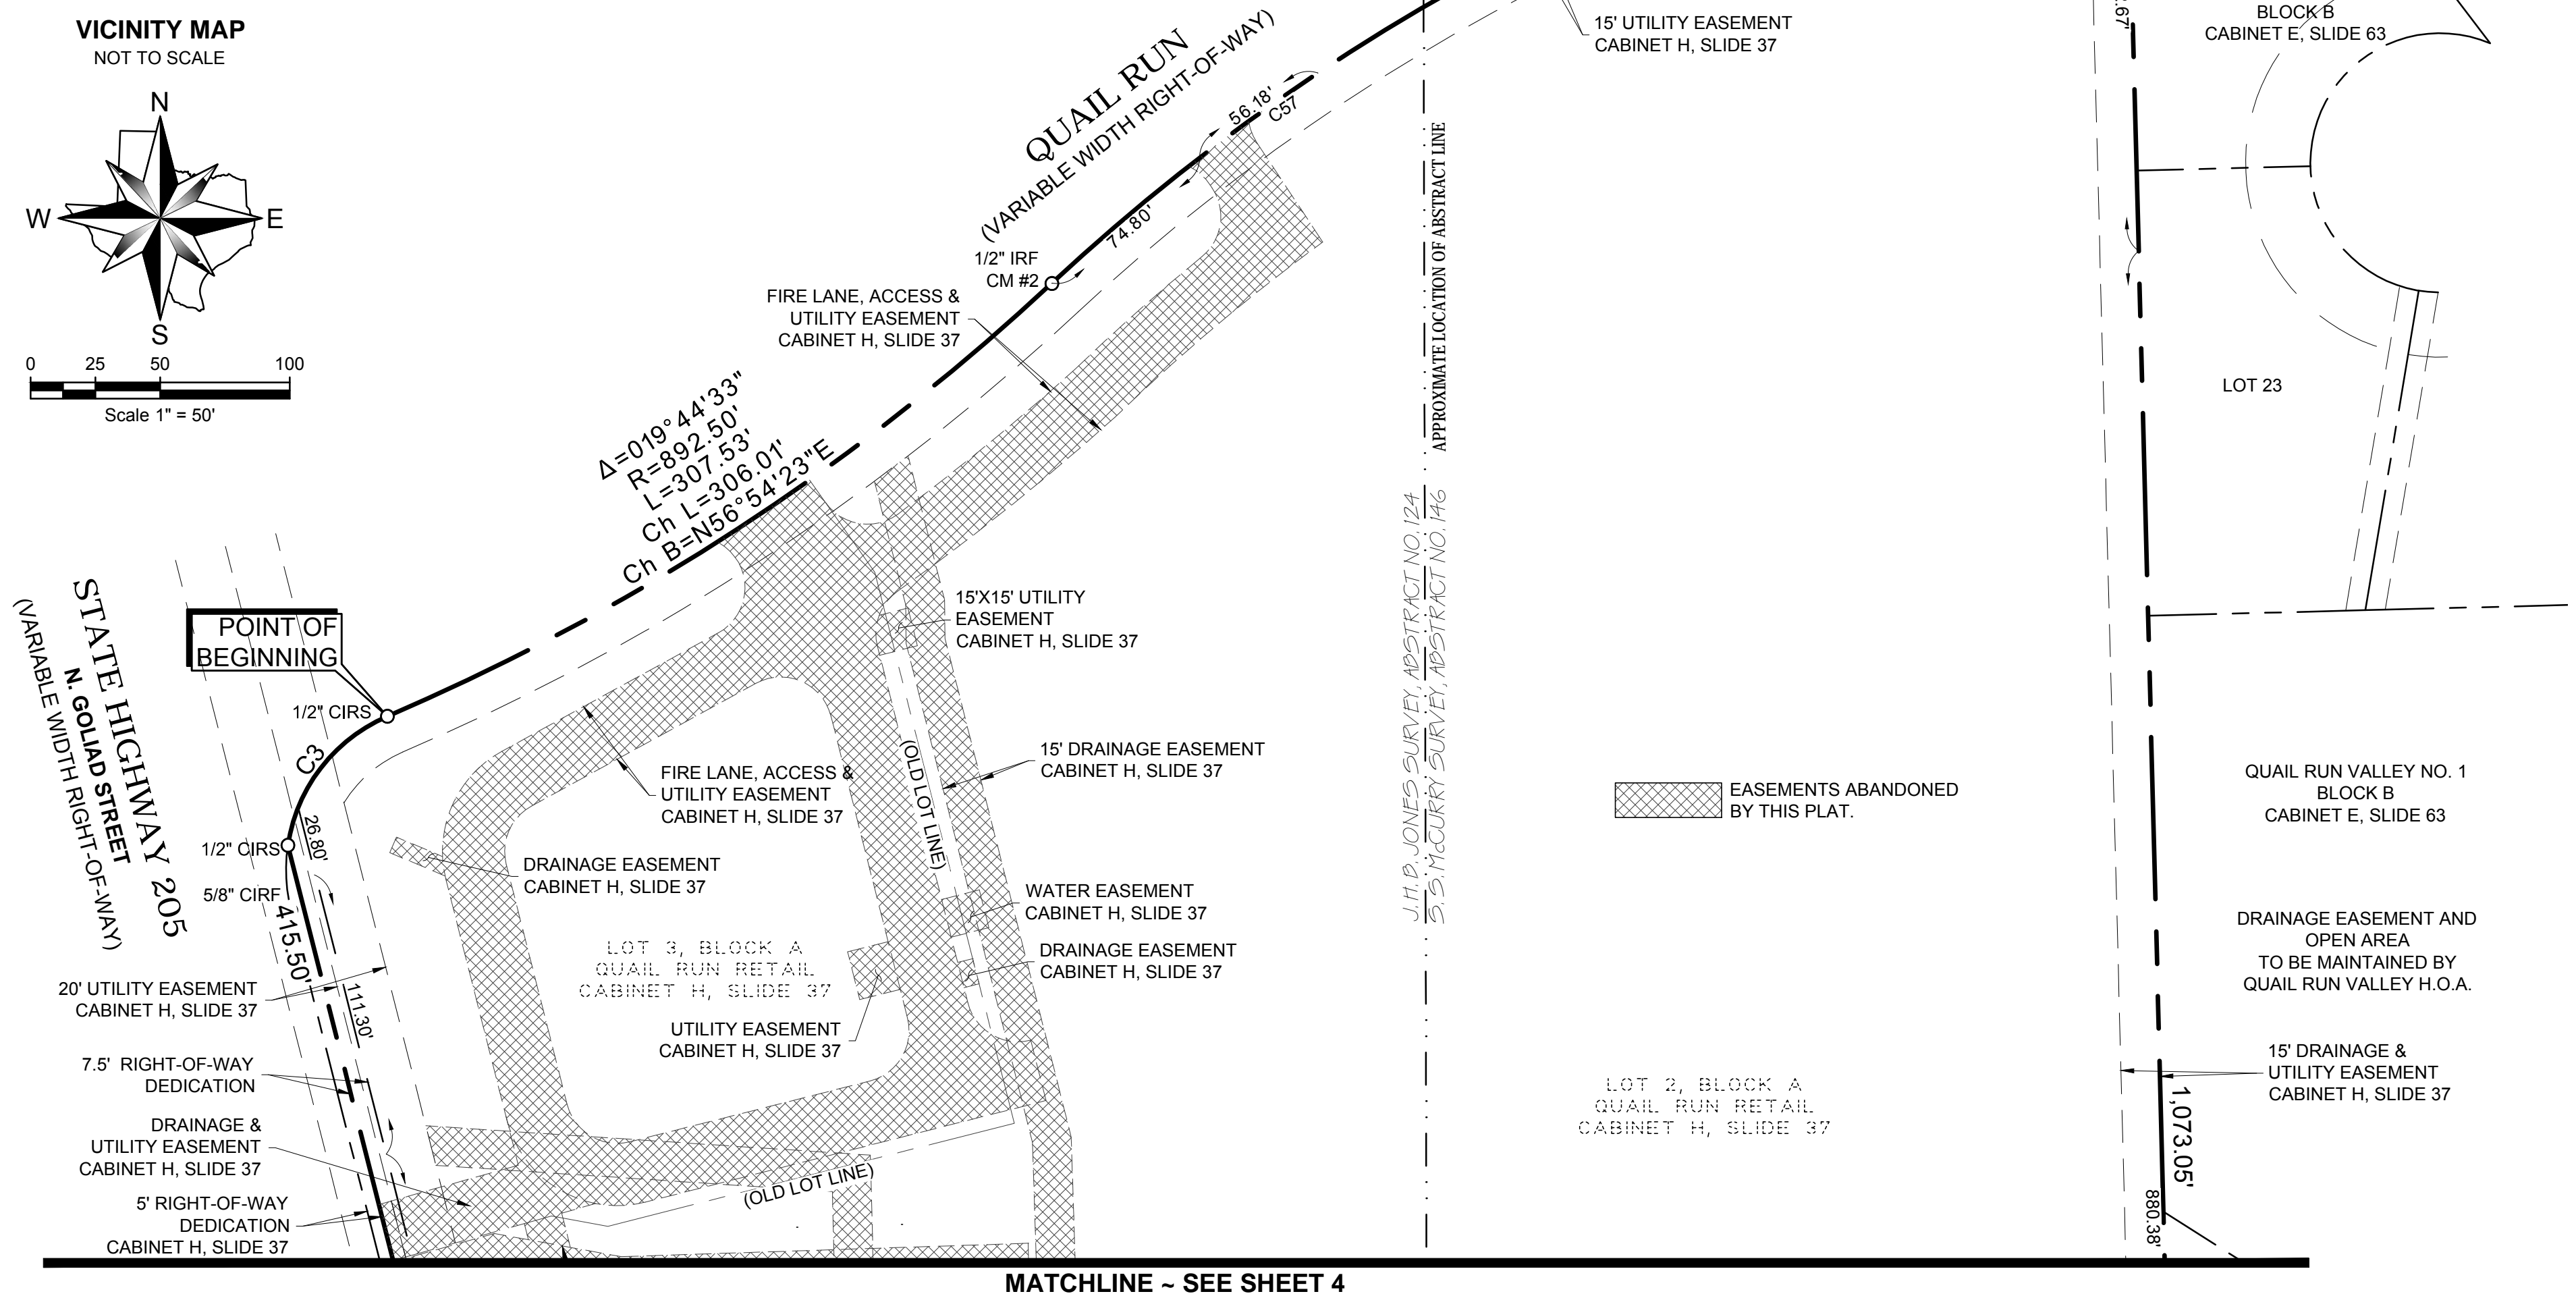 VICINITY MAP
NOT TO SCALE
N
W
E
S
0 25 50 100
Scale 1" = 50'
QUAIL RUN
(VARIABLE WIDTH RIGHT-OF-WAY)
56.18'
C57
74.80'
1/2" IRF
CM #2
FIRE LANE, ACCESS &
UTILITY EASEMENT
CABINET H, SLIDE 37
15' UTILITY EASEMENT
CABINET H, SLIDE 37
APPROXIMATE LOCATION OF ABSTRACT LINE
J.H.B. JONES SURVEY, ABSTRACT NO. 124
S.S. McCURRY SURVEY, ABSTRACT NO. 146
.67'
BLOCK B
CABINET E, SLIDE 63
LOT 23
Δ=019°44'33"
R=892.50'
L=307.53'
Ch L=306.01'
Ch B=N56°54'23"E
STATE HIGHWAY 205
N. GOLIAD STREET
(VARIABLE WIDTH RIGHT-OF-WAY)
POINT OF
BEGINNING
1/2" CIRS
C3
1/2" CIRS
26.80'
5/8" CIRF
415.50'
111.30'
20' UTILITY EASEMENT
CABINET H, SLIDE 37
7.5' RIGHT-OF-WAY
DEDICATION
DRAINAGE &
UTILITY EASEMENT
CABINET H, SLIDE 37
5' RIGHT-OF-WAY
DEDICATION
CABINET H, SLIDE 37
15'X15' UTILITY
EASEMENT
CABINET H, SLIDE 37
15' DRAINAGE EASEMENT
CABINET H, SLIDE 37
(OLD LOT LINE)
FIRE LANE, ACCESS &
UTILITY EASEMENT
CABINET H, SLIDE 37
DRAINAGE EASEMENT
CABINET H, SLIDE 37
WATER EASEMENT
CABINET H, SLIDE 37
DRAINAGE EASEMENT
CABINET H, SLIDE 37
LOT 3, BLOCK A
QUAIL RUN RETAIL
CABINET H, SLIDE 37
UTILITY EASEMENT
CABINET H, SLIDE 37
(OLD LOT LINE)
EASEMENTS ABANDONED
BY THIS PLAT.
LOT 2, BLOCK A
QUAIL RUN RETAIL
CABINET H, SLIDE 37
QUAIL RUN VALLEY NO. 1
BLOCK B
CABINET E, SLIDE 63
DRAINAGE EASEMENT AND
OPEN AREA
TO BE MAINTAINED BY
QUAIL RUN VALLEY H.O.A.
15' DRAINAGE &
UTILITY EASEMENT
CABINET H, SLIDE 37
1,073.05'
880.38'
MATCHLINE ~ SEE SHEET 4